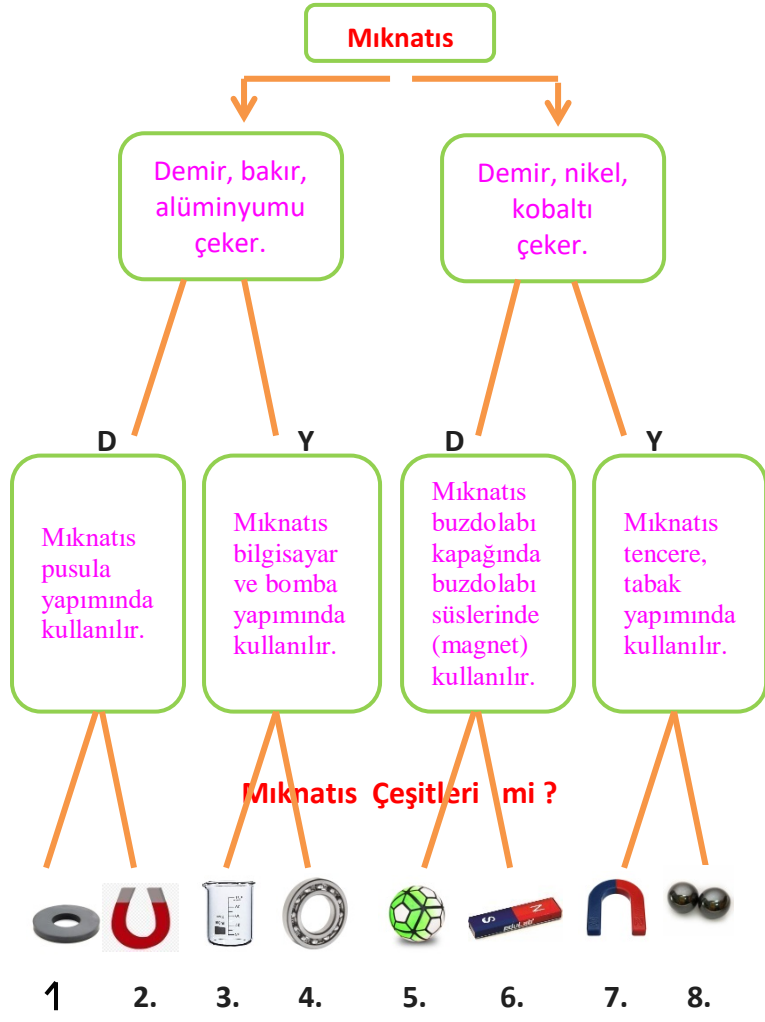 Mıknatıs
Demir, bakır,
alüminyumu
çeker.
Demir, nikel,
kobaltı
çeker.
D
Y
D
Y
Mıknatıs
pusula
yapımında
kullanılır.
Mıknatıs
bilgisayar
ve bomba
yapımında
kullanılır.
Mıknatıs
buzdolabı
kapağında
buzdolabı
süslerinde
(magnet)
kullanılır.
Mıknatıs
tencere,
tabak
yapımında
kullanılır.
Mıknatıs Çeşitleri mi ?
S N
1 2. 3. 4. 5. 6. 7. 8.